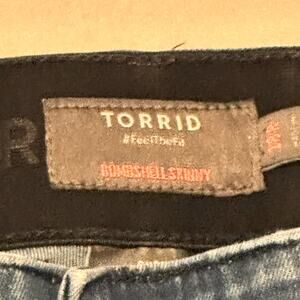 TORRID
#FeelTheFit
BOMBSHELL SKINNY
R